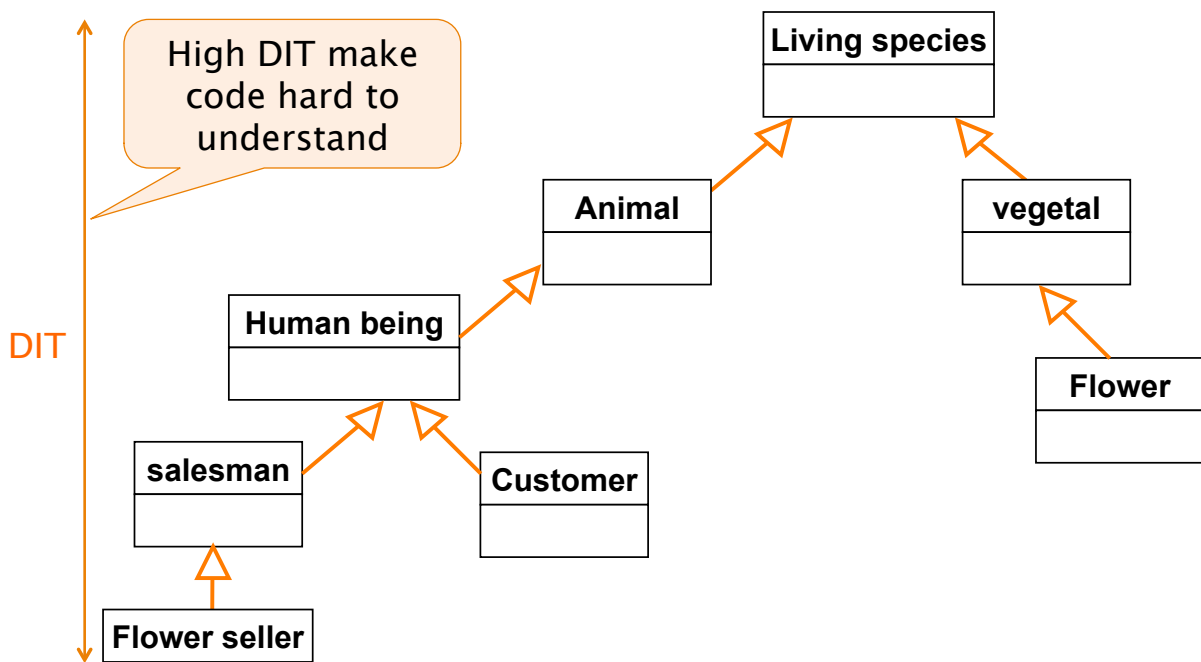 High DIT make
code hard to
understand
Living species
Animal
vegetal
DIT
Human being
Flower
salesman
Customer
Flower seller